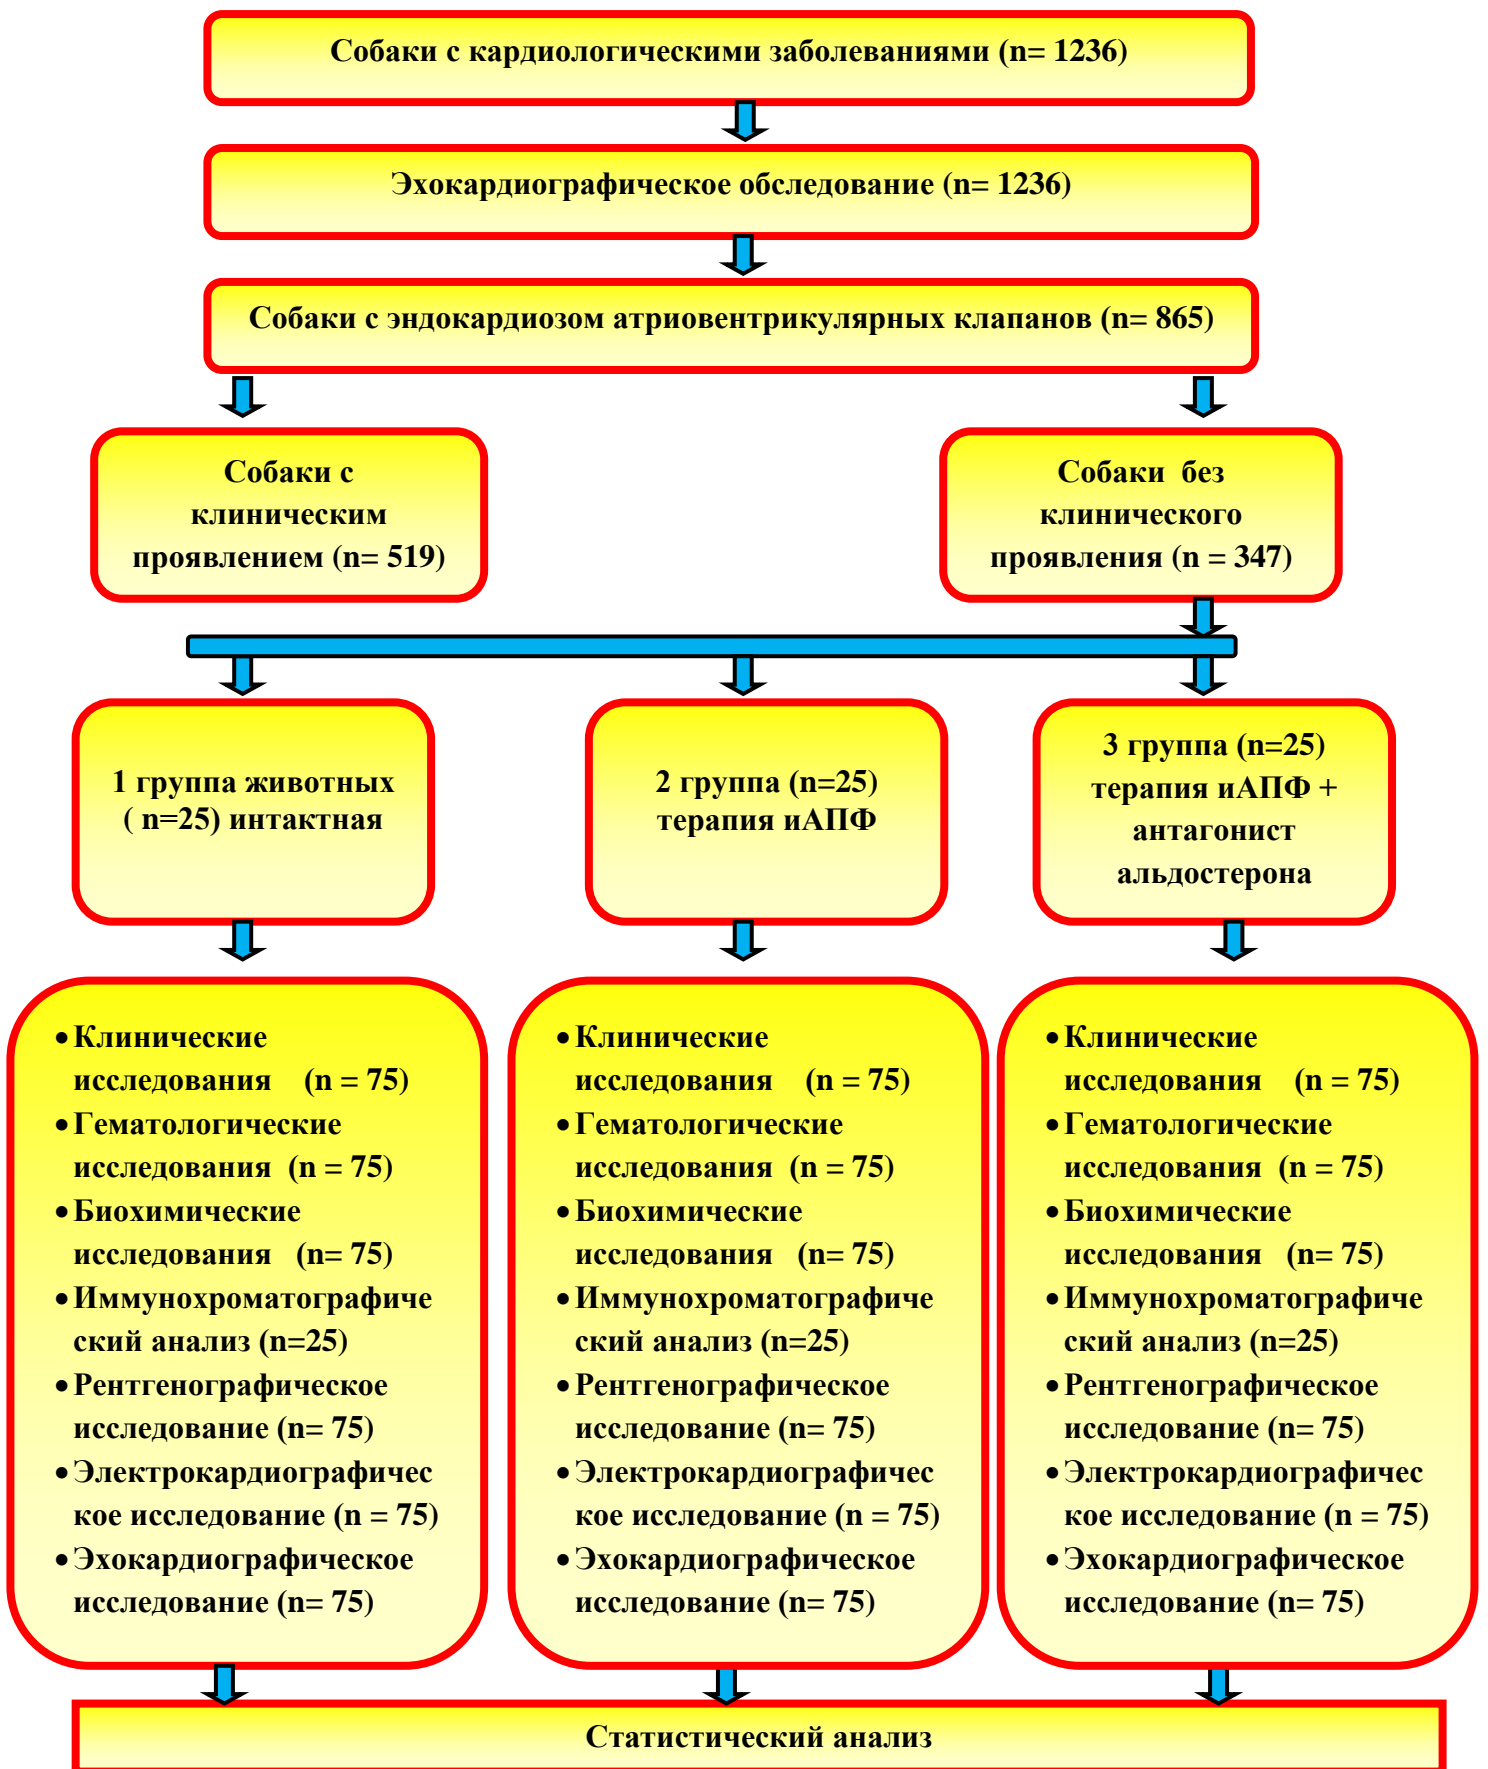 Собаки с кардиологическими заболеваниями (n= 1236)
Эхокардиографическое обследование (n= 1236)
Собаки с эндокардиозом атриовентрикулярных клапанов (n= 865)
Собаки с
клиническим
проявлением (n= 519)
Собаки без
клинического
проявления (n = 347)
1 группа животных
( n=25) интактная
2 группа (n=25)
терапия иАПФ
3 группа (n=25)
терапия иАПФ +
антагонист
альдостерона
•Клинические
исследования (n = 75)
•Гематологические
исследования (n = 75)
•Биохимические
исследования (n= 75)
•Иммунохроматографиче
ский анализ (n=25)
•Рентгенографическое
исследование (n= 75)
•Электрокардиографичес
кое исследование (n = 75)
•Эхокардиографическое
исследование (n= 75)
•Клинические
исследования (n = 75)
•Гематологические
исследования (n = 75)
•Биохимические
исследования (n= 75)
•Иммунохроматографиче
ский анализ (n=25)
•Рентгенографическое
исследование (n= 75)
•Электрокардиографичес
кое исследование (n = 75)
•Эхокардиографическое
исследование (n= 75)
•Клинические
исследования (n = 75)
•Гематологические
исследования (n = 75)
•Биохимические
исследования (n= 75)
•Иммунохроматографиче
ский анализ (n=25)
•Рентгенографическое
исследование (n= 75)
•Электрокардиографичес
кое исследование (n = 75)
•Эхокардиографическое
исследование (n= 75)
Статистический анализ